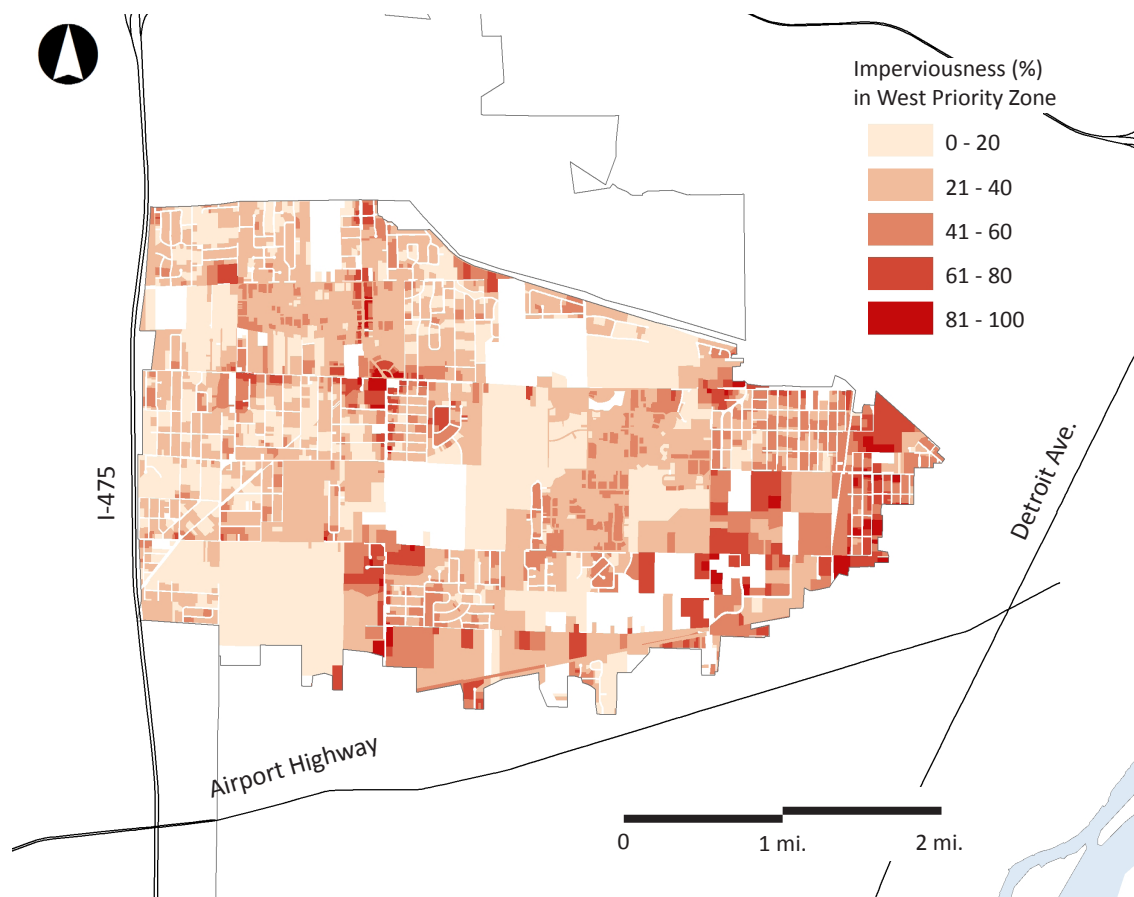 Imperviousness (%)
in West Priority Zone
0 - 20
21 - 40
41 - 60
61 - 80
81 - 100
I-475
Detroit Ave.
Airport Highway
0
1 mi.
2 mi.